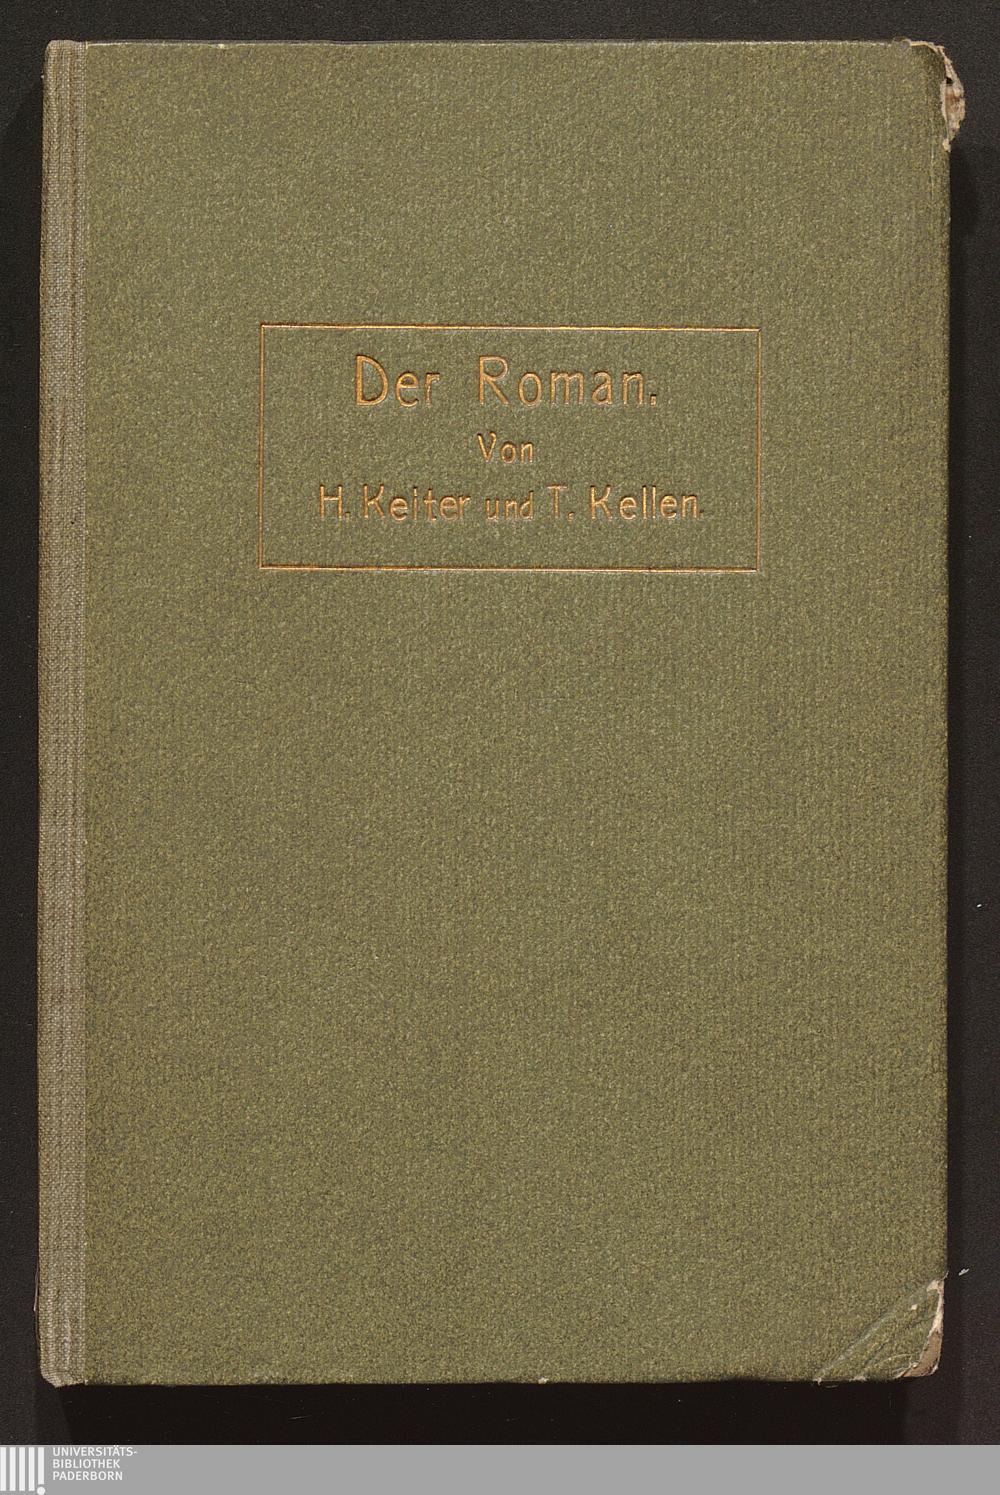 Der Roman.
Von
H. Keiter und T. Kellen.
UNIVERSITÄTS-
BIBLIOTHEK
PADERBORN